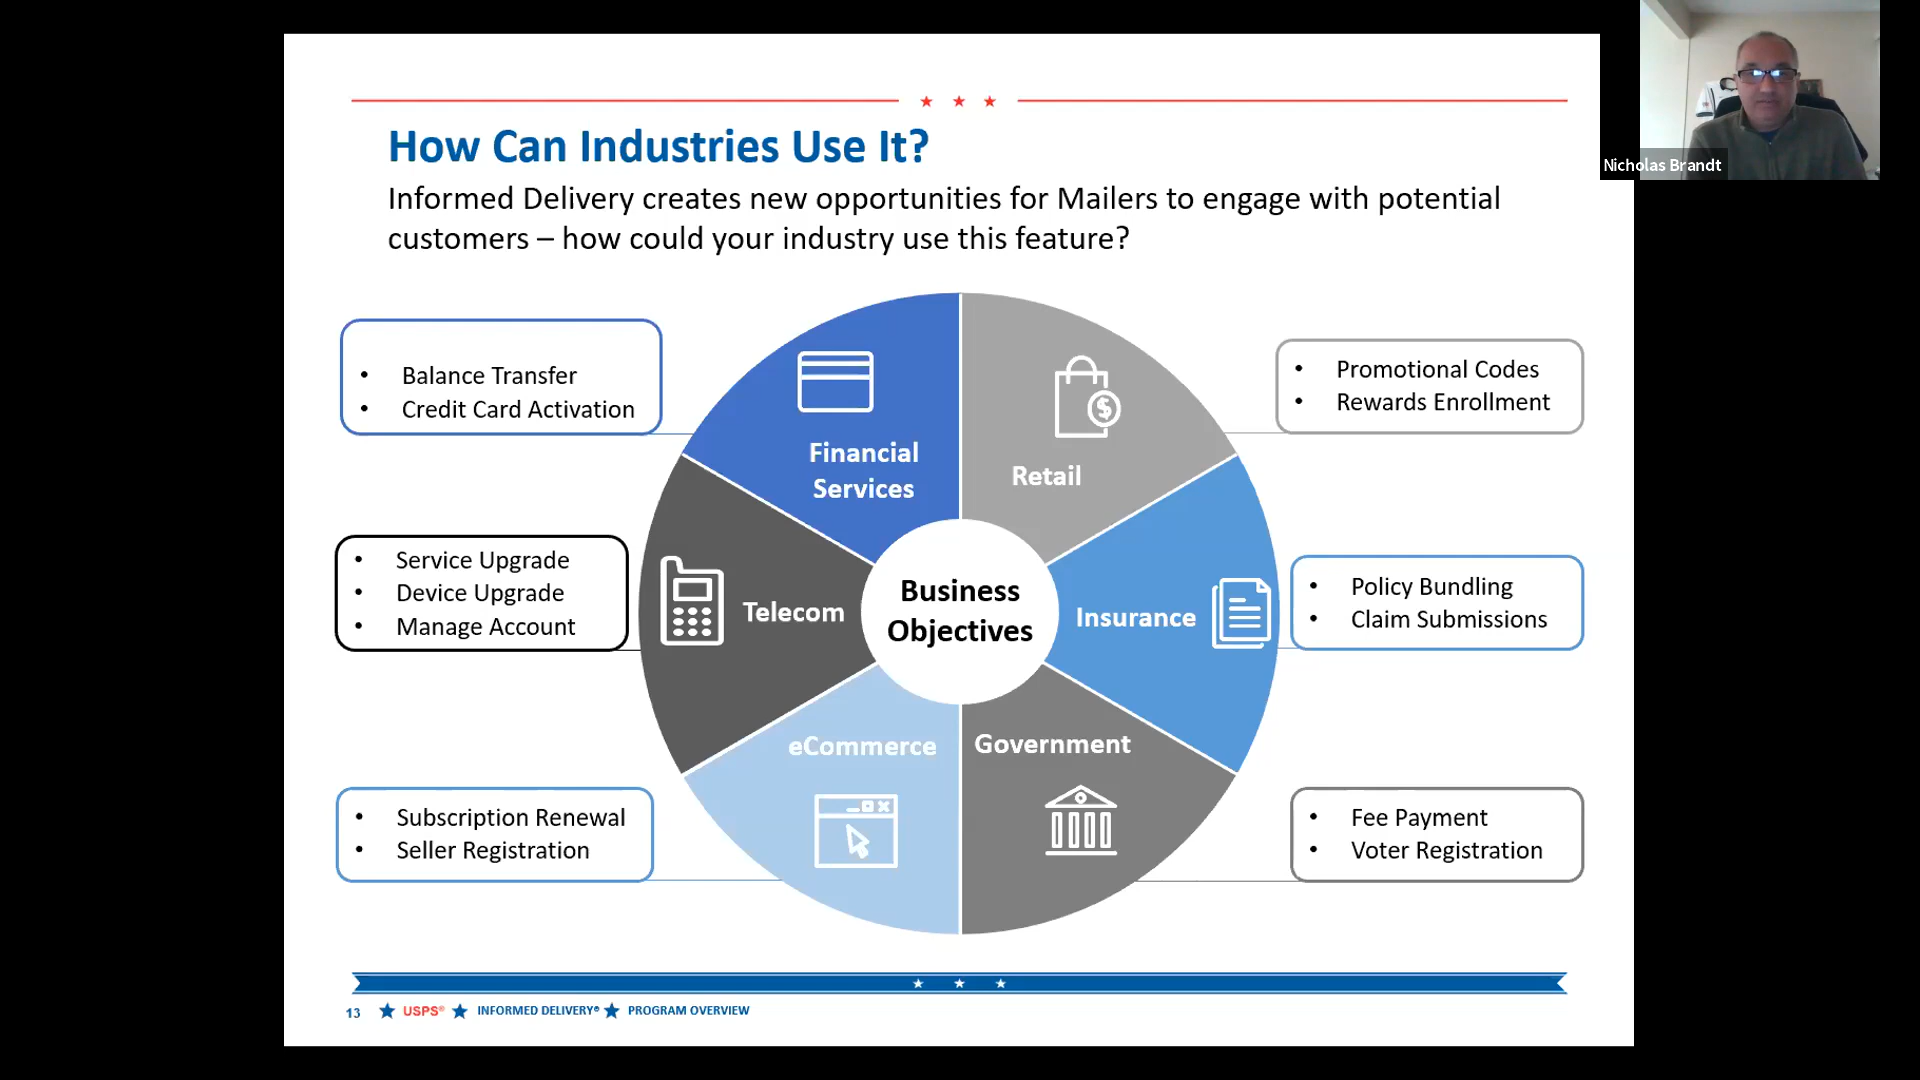 How Can Industries Use It?
Informed Delivery creates new opportunities for Mailers to engage with potential
customers – how could your industry use this feature?
Nicholas Brandt
• Balance Transfer
• Credit Card Activation
Financial
Services
Retail
• Promotional Codes
• Rewards Enrollment
• Service Upgrade
• Device Upgrade
• Manage Account
Telecom
Business
Objectives
Insurance
• Policy Bundling
• Claim Submissions
eCommerce
Government
• Subscription Renewal
• Seller Registration
• Fee Payment
• Voter Registration
13 USPS® INFORMED DELIVERY® PROGRAM OVERVIEW